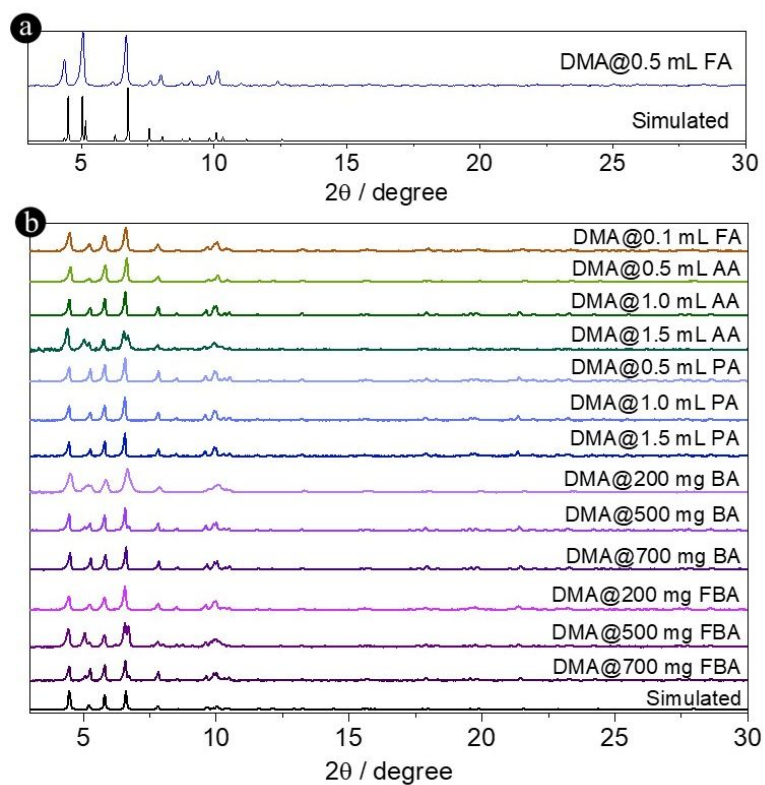 a
DMA@0.5 mL FA
Simulated
5 10 15 20 25 30
2θ / degree
b
DMA@0.1 mL FA
DMA@0.5 mL AA
DMA@1.0 mL AA
DMA@1.5 mL AA
DMA@0.5 mL PA
DMA@1.0 mL PA
DMA@1.5 mL PA
DMA@200 mg BA
DMA@500 mg BA
DMA@700 mg BA
DMA@200 mg FBA
DMA@500 mg FBA
DMA@700 mg FBA
Simulated
5 10 15 20 25 30
2θ / degree